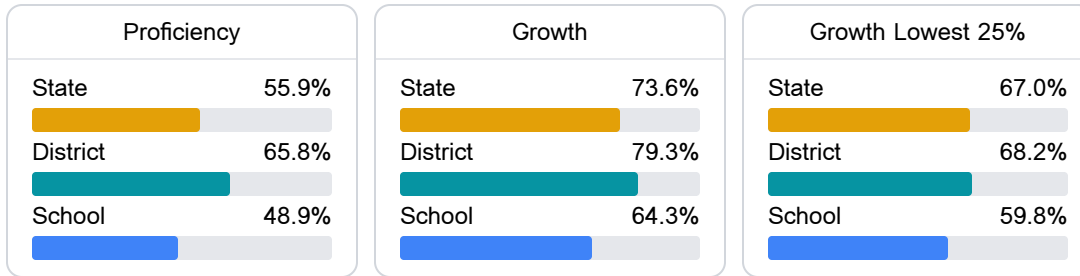 Proficiency
State 55.9%
District 65.8%
School 48.9%
Growth
State 73.6%
District 79.3%
School 64.3%
Growth Lowest 25%
State 67.0%
District 68.2%
School 59.8%